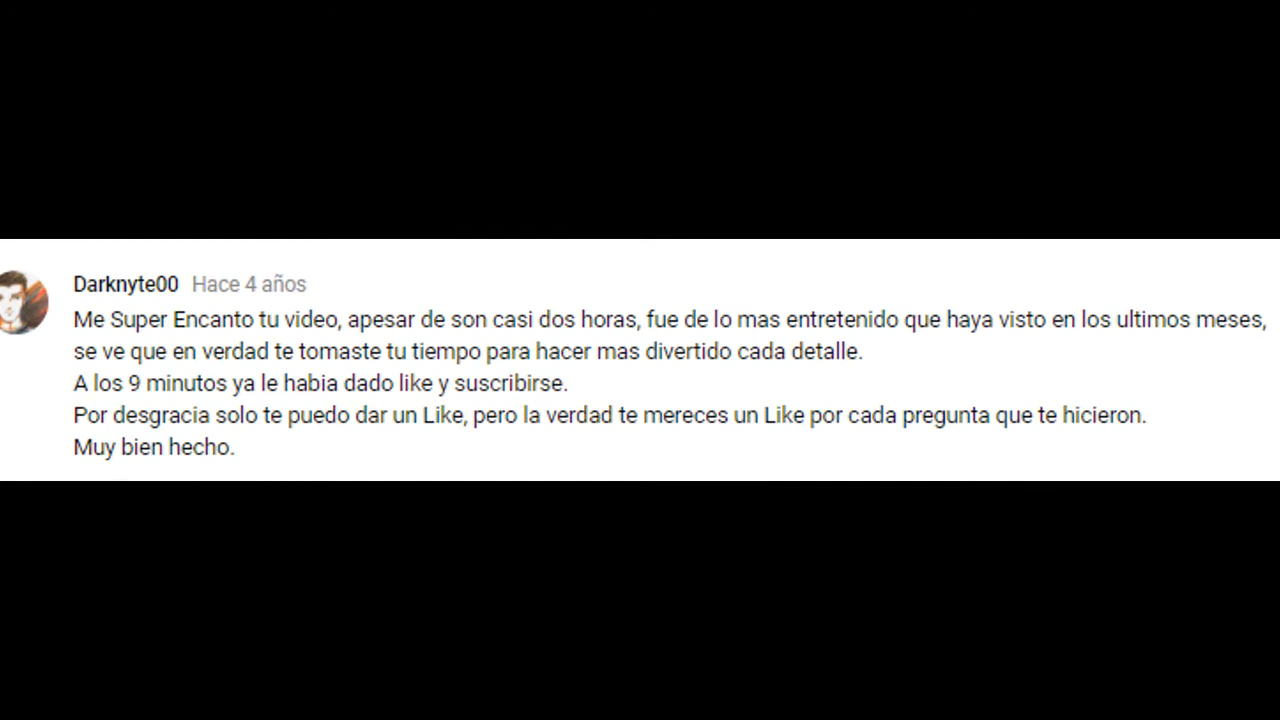 Darknyte00 Hace 4 años
Me Super Encanto tu video, apesar de son casi dos horas, fue de lo mas entretenido que haya visto en los ultimos meses,
se ve que en verdad te tomaste tu tiempo para hacer mas divertido cada detalle.
A los 9 minutos ya le habia dado like y suscribirse.
Por desgracia solo te puedo dar un Like, pero la verdad te mereces un Like por cada pregunta que te hicieron.
Muy bien hecho.